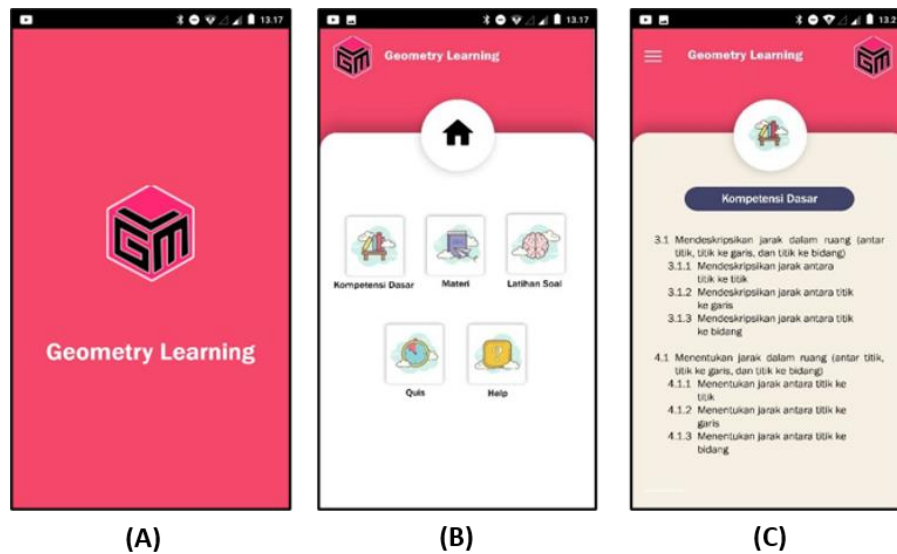 13.17
GM
Geometry Learning
(A)
13.17
GM
Geometry Learning
Kompetensi Dasar
Materi
Latihan Soal
Quis
Help
(B)
13.2
Geometry Learning
GM
Kompetensi Dasar
3.1 Mendeskripsikan jarak dalam ruang (antar
titik, titik ke garis, dan titik ke bidang)
3.1.1 Mendeskripsikan jarak antara
titik ke titik
3.1.2 Mendeskripsikan jarak antara titik
ke garis
3.1.3 Mendeskripsikan jarak antara titik
ke bidang
4.1 Menentukan jarak dalam ruang (antar titik,
titik ke garis, dan titik ke bidang)
4.1.1 Menentukan jarak antara titik ke
titik
4.1.2 Menentukan jarak antara titik ke
garis
4.1.3 Menentukan jarak antara titik ke
bidang
(C)